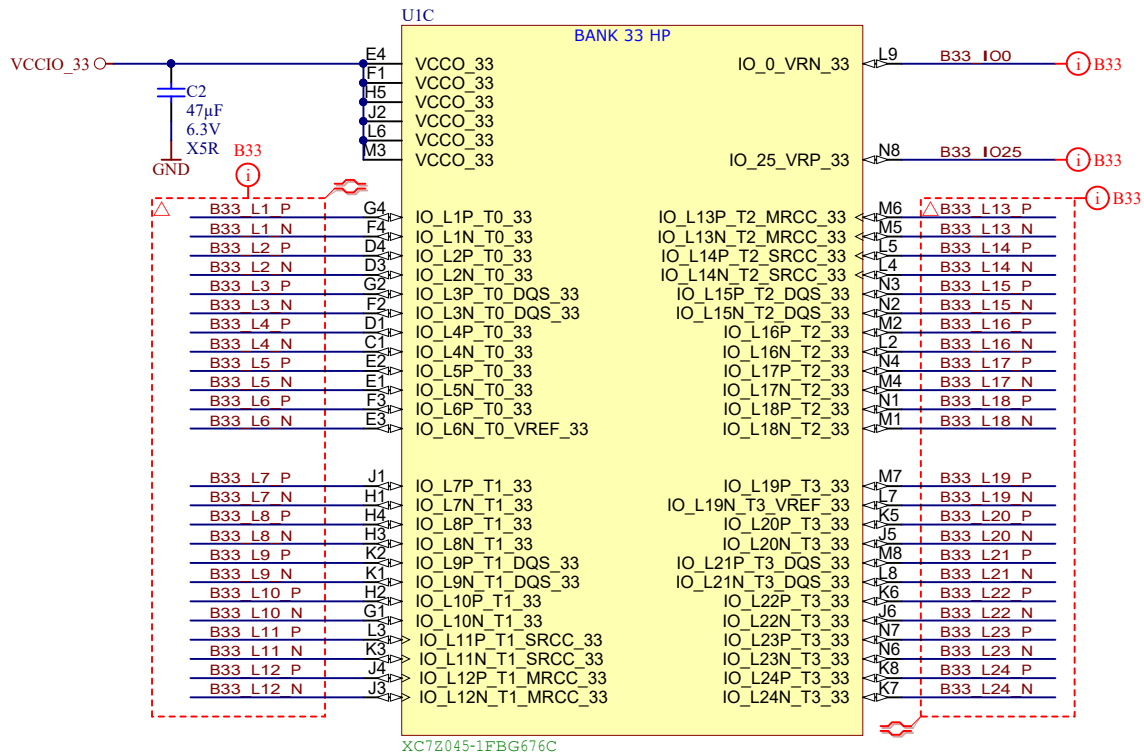 U1C
BANK 33 HP
VCCIO_33
E4 VCCO_33
F1 VCCO_33
H5 VCCO_33
J2 VCCO_33
L6 VCCO_33
M3 VCCO_33
C2
47µF
6.3V
X5R
GND
IO_0_VRN_33 L9 B33_IO0
i B33
IO_25_VRP_33 N8 B33_IO25
i B33
B33
i
i B33
B33_L1_P G4 IO_L1P_T0_33
B33_L1_N F4 IO_L1N_T0_33
B33_L2_P D4 IO_L2P_T0_33
B33_L2_N D3 IO_L2N_T0_33
B33_L3_P G2 IO_L3P_T0_DQS_33
B33_L3_N F2 IO_L3N_T0_DQS_33
B33_L4_P D1 IO_L4P_T0_33
B33_L4_N C1 IO_L4N_T0_33
B33_L5_P E2 IO_L5P_T0_33
B33_L5_N E1 IO_L5N_T0_33
B33_L6_P F3 IO_L6P_T0_33
B33_L6_N E3 IO_L6N_T0_VREF_33
B33_L7_P J1 IO_L7P_T1_33
B33_L7_N H1 IO_L7N_T1_33
B33_L8_P H4 IO_L8P_T1_33
B33_L8_N H3 IO_L8N_T1_33
B33_L9_P K2 IO_L9P_T1_DQS_33
B33_L9_N K1 IO_L9N_T1_DQS_33
B33_L10_P H2 IO_L10P_T1_33
B33_L10_N G1 IO_L10N_T1_33
B33_L11_P L3 IO_L11P_T1_SRCC_33
B33_L11_N K3 IO_L11N_T1_SRCC_33
B33_L12_P J4 IO_L12P_T1_MRCC_33
B33_L12_N J3 IO_L12N_T1_MRCC_33
IO_L13P_T2_MRCC_33 M6 B33_L13_P
IO_L13N_T2_MRCC_33 M5 B33_L13_N
IO_L14P_T2_SRCC_33 L5 B33_L14_P
IO_L14N_T2_SRCC_33 L4 B33_L14_N
IO_L15P_T2_DQS_33 N3 B33_L15_P
IO_L15N_T2_DQS_33 N2 B33_L15_N
IO_L16P_T2_33 M2 B33_L16_P
IO_L16N_T2_33 L2 B33_L16_N
IO_L17P_T2_33 N4 B33_L17_P
IO_L17N_T2_33 M4 B33_L17_N
IO_L18P_T2_33 N1 B33_L18_P
IO_L18N_T2_33 M1 B33_L18_N
IO_L19P_T3_33 M7 B33_L19_P
IO_L19N_T3_VREF_33 L7 B33_L19_N
IO_L20P_T3_33 K5 B33_L20_P
IO_L20N_T3_33 J5 B33_L20_N
IO_L21P_T3_DQS_33 M8 B33_L21_P
IO_L21N_T3_DQS_33 L8 B33_L21_N
IO_L22P_T3_33 K6 B33_L22_P
IO_L22N_T3_33 J6 B33_L22_N
IO_L23P_T3_33 N7 B33_L23_P
IO_L23N_T3_33 N6 B33_L23_N
IO_L24P_T3_33 K8 B33_L24_P
IO_L24N_T3_33 K7 B33_L24_N
XC7Z045-1FBG676C